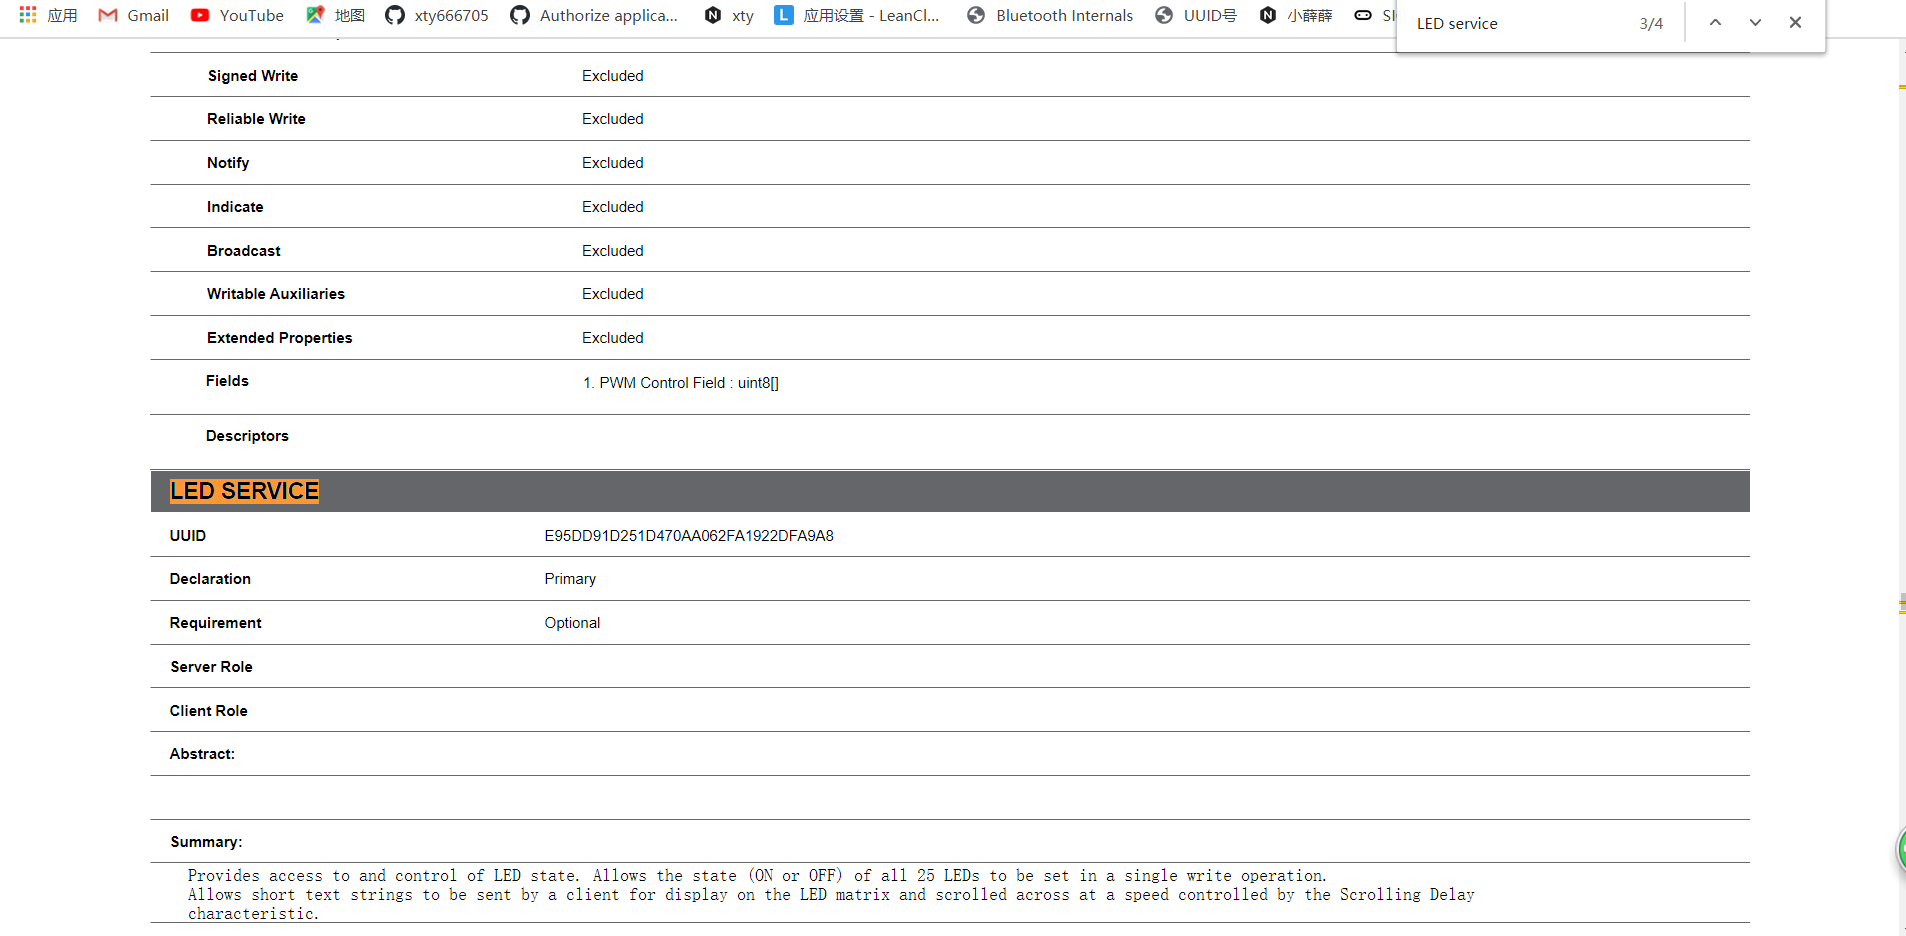 应用 Gmail YouTube 地图 xty666705 Authorize applica... xty L 应用设置 - LeanCl... Bluetooth Internals UUID号 小薛薛
LED service 3/4
Signed Write Excluded
Reliable Write Excluded
Notify Excluded
Indicate Excluded
Broadcast Excluded
Writable Auxiliaries Excluded
Extended Properties Excluded
Fields 1. PWM Control Field : uint8[]
Descriptors
LED SERVICE
UUID E95DD91D251D470AA062FA1922DFA9A8
Declaration Primary
Requirement Optional
Server Role
Client Role
Abstract:
Summary:
Provides access to and control of LED state. Allows the state (ON or OFF) of all 25 LEDs to be set in a single write operation.
Allows short text strings to be sent by a client for display on the LED matrix and scrolled across at a speed controlled by the Scrolling Delay
characteristic.